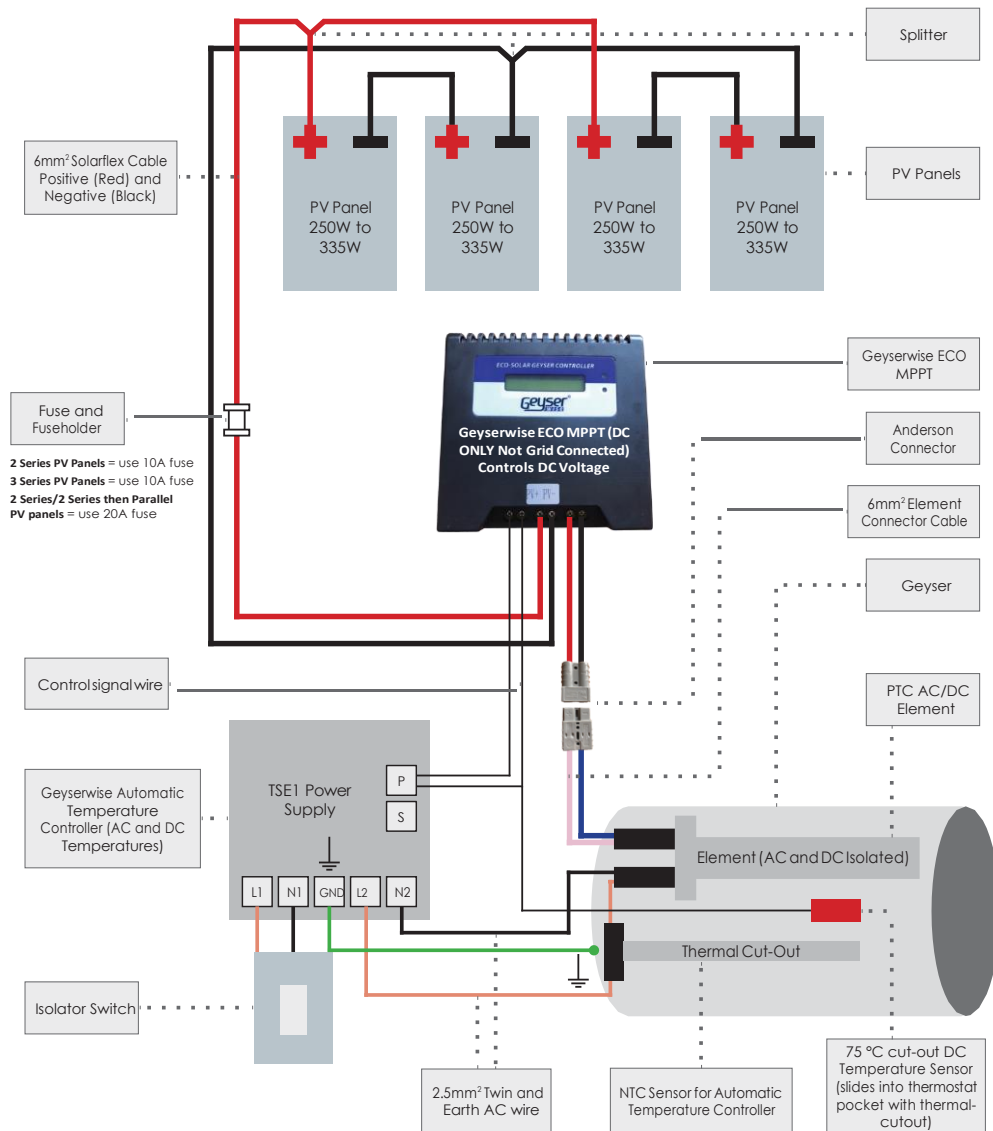 Splitter
6mm² Solarflex Cable
Positive (Red) and
Negative (Black)
PV Panels
PV Panel
250W to
335W
PV Panel
250W to
335W
PV Panel
250W to
335W
PV Panel
250W to
335W
Geyserwise ECO
MPPT
ECO-SOLAR GEYSER CONTROLLER
Geyser
WISE
Geyserwise ECO MPPT (DC
ONLY Not Grid Connected)
Controls DC Voltage
PV+ PV-
Fuse and
Fuseholder
2 Series PV Panels = use 10A fuse
3 Series PV Panels = use 10A fuse
2 Series/2 Series then Parallel
PV panels = use 20A fuse
Anderson
Connector
6mm² Element
Connector Cable
Geyser
Control signal wire
PTC AC/DC
Element
Geyserwise Automatic
Temperature
Controller (AC and DC
Temperatures)
TSE1 Power
Supply
P
S
L1
N1
GND
L2
N2
Element (AC and DC Isolated)
Thermal Cut-Out
Isolator Switch
2.5mm² Twin and
Earth AC wire
NTC Sensor for Automatic
Temperature Controller
75 °C cut-out DC
Temperature Sensor
(slides into thermostat
pocket with thermal-
cutout)